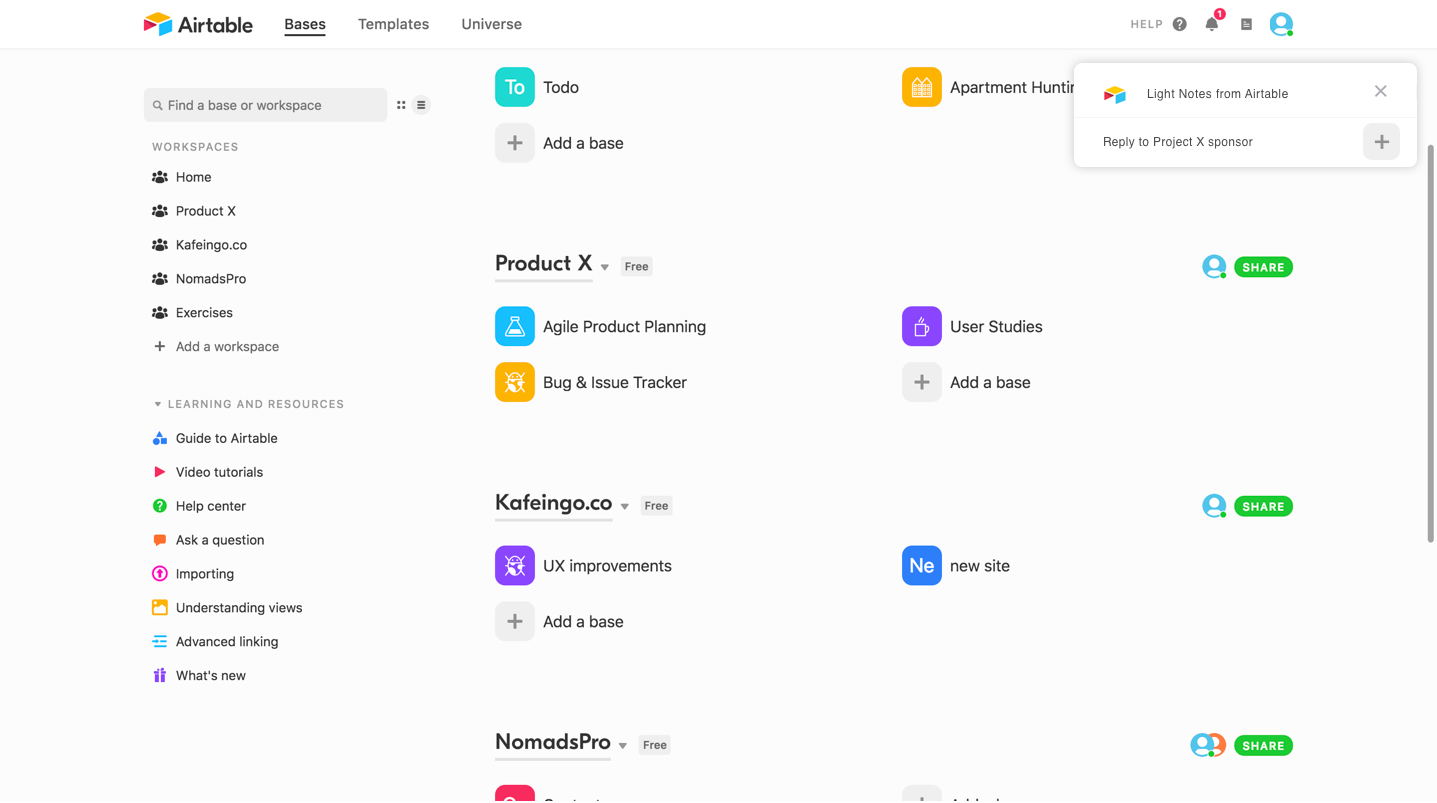 Airtable
Bases
Templates
Universe
HELP
1
Find a base or workspace
WORKSPACES
Home
Product X
Kafeingo.co
NomadsPro
Exercises
Add a workspace
LEARNING AND RESOURCES
Guide to Airtable
Video tutorials
Help center
Ask a question
Importing
Understanding views
Advanced linking
What's new
To Todo
Add a base
Light Notes from Airtable
Reply to Project X sponsor
Product X Free
SHARE
Agile Product Planning
User Studies
Bug & Issue Tracker
Add a base
Kafeingo.co Free
SHARE
UX improvements
Ne new site
Add a base
NomadsPro Free
SHARE
Apartment